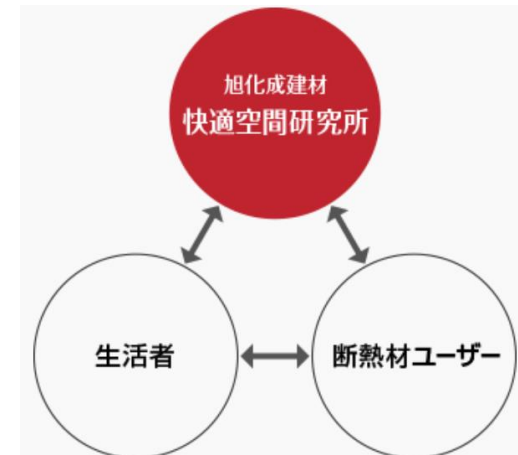 旭化成建材
快適空間研究所
生活者
断熱材ユーザー